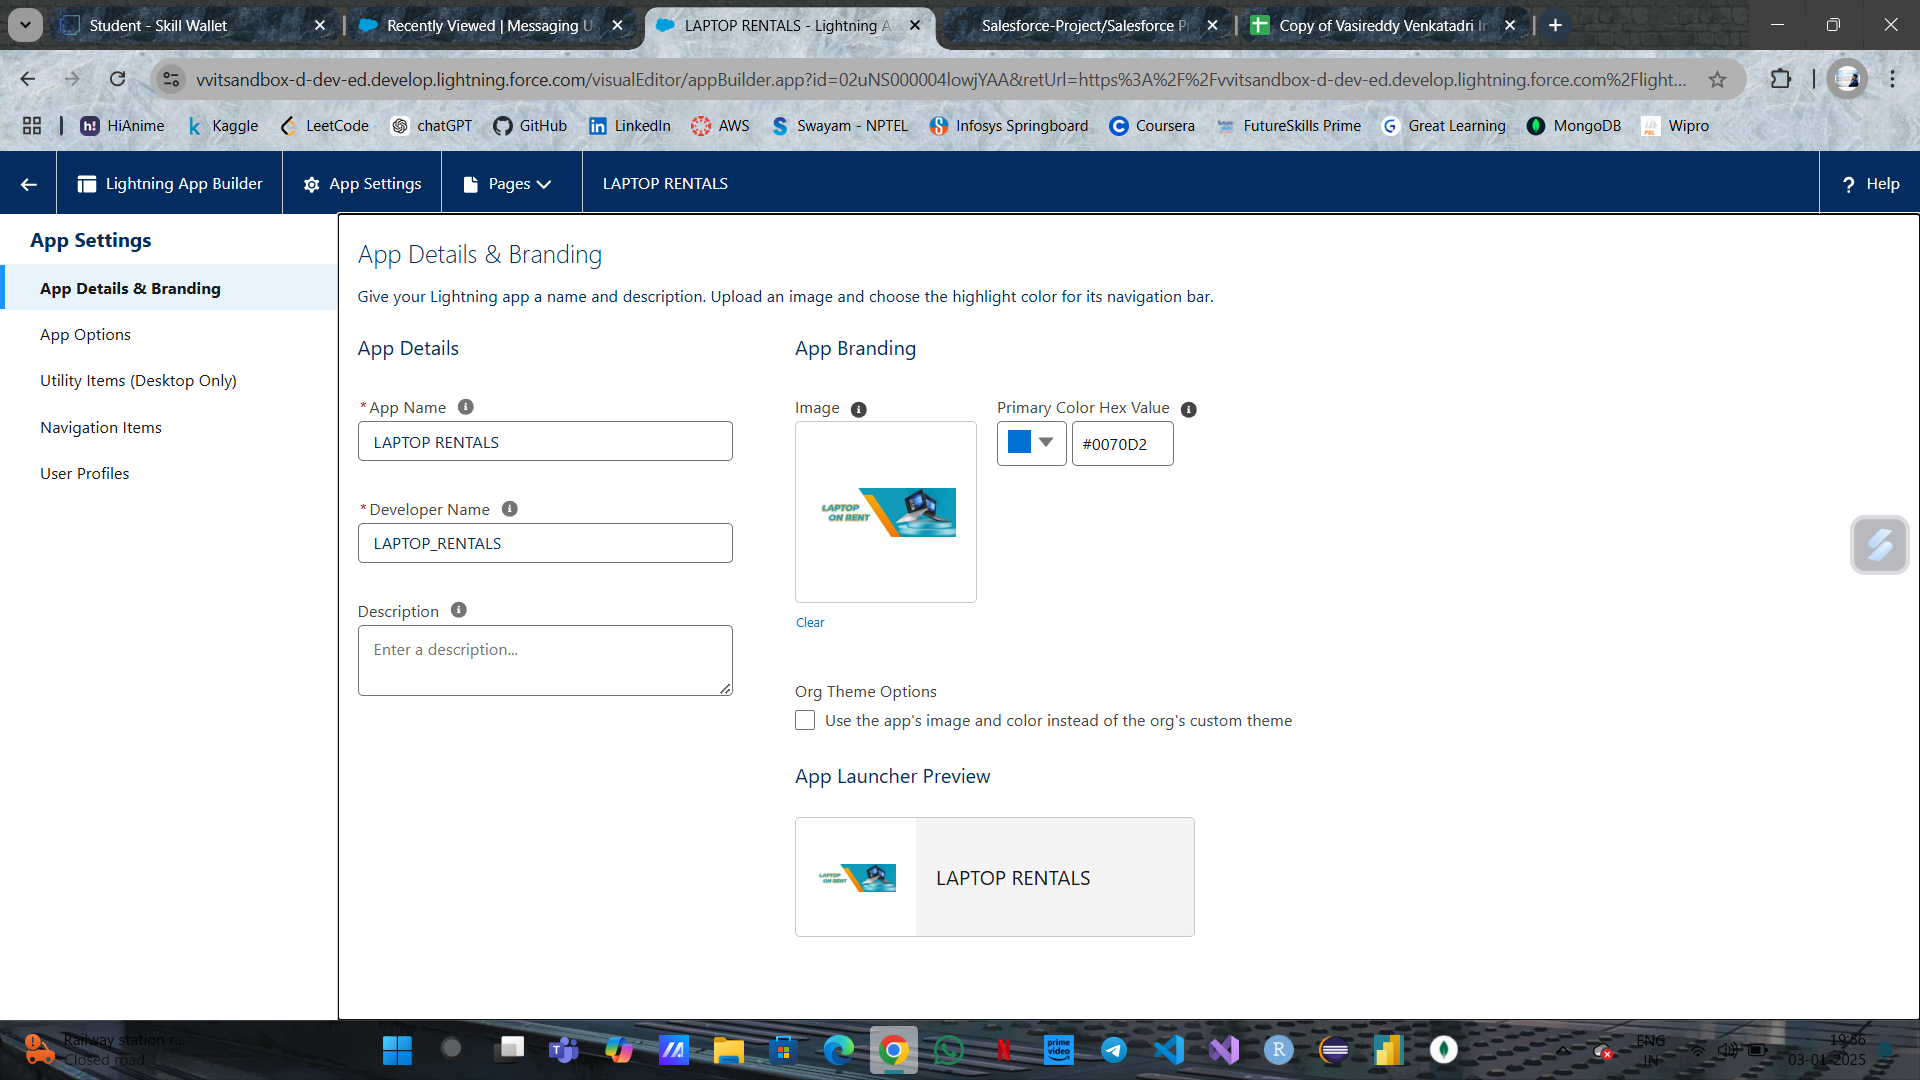 Student - Skill Wallet
Recently Viewed | Messaging U
LAPTOP RENTALS - Lightning A
Salesforce-Project/Salesforce Pr
Copy of Vasireddy Venkatadri In
vvitsandbox-d-dev-ed.develop.lightning.force.com/visualEditor/appBuilder.app?id=02uNS000004lowjYAA&retUrl=https%3A%2F%2Fvvitsandbox-d-dev-ed.develop.lightning.force.com%2Flight...
HiAnime
Kaggle
LeetCode
chatGPT
GitHub
LinkedIn
AWS
Swayam - NPTEL
Infosys Springboard
Coursera
FutureSkills Prime
Great Learning
MongoDB
Wipro
Lightning App Builder
App Settings
Pages
LAPTOP RENTALS
? Help
App Settings
App Details & Branding
App Options
Utility Items (Desktop Only)
Navigation Items
User Profiles
App Details & Branding
Give your Lightning app a name and description. Upload an image and choose the highlight color for its navigation bar.
App Details
* App Name
LAPTOP RENTALS
* Developer Name
LAPTOP_RENTALS
Description
Enter a description...
App Branding
Image
LAPTOP
ON RENT
Clear
Primary Color Hex Value
#0070D2
Org Theme Options
Use the app's image and color instead of the org's custom theme
App Launcher Preview
LAPTOP
ON RENT
LAPTOP RENTALS
Railway station r...
Closed road
prime
video
ENG
IN
19:56
03-01-2025